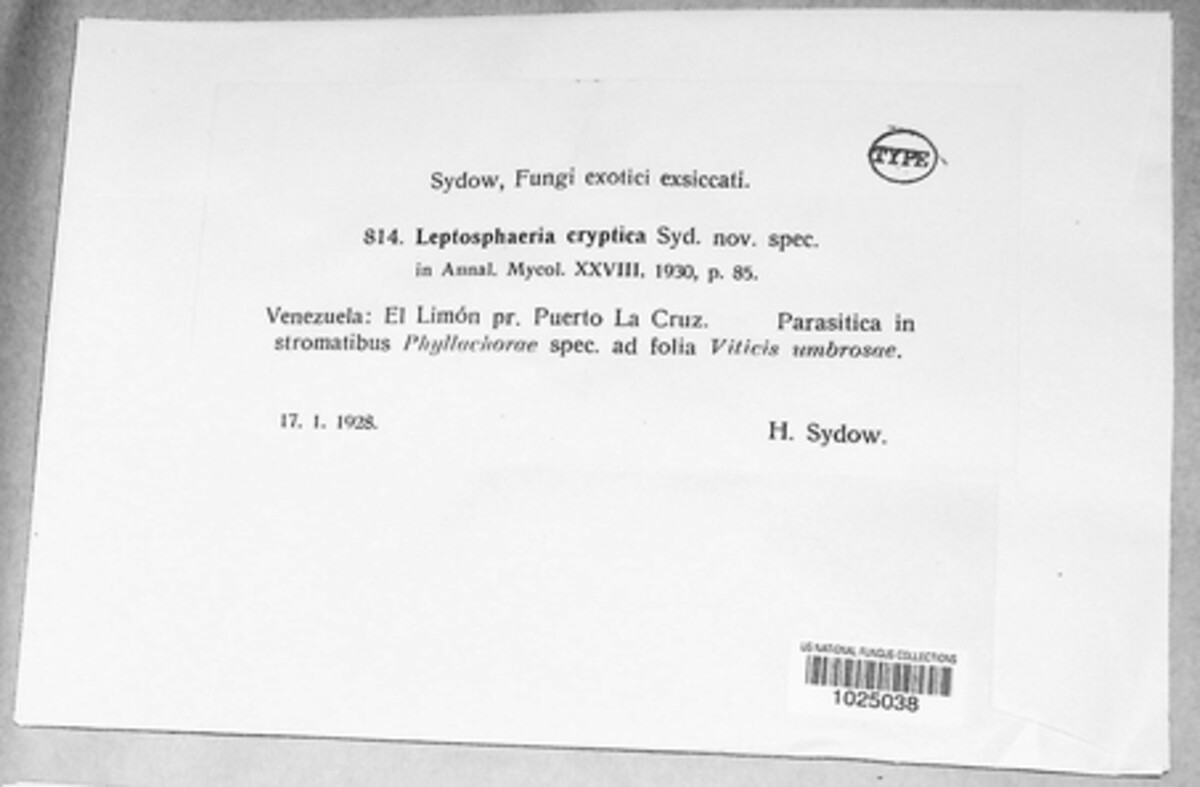 TYPE
Sydow, Fungi exotici exsiccati.
814. Leptosphaeria cryptica Syd. nov. spec.
in Annal. Mycol. XXVIII, 1930, p. 85.
Venezuela: El Limón pr. Puerto La Cruz. Parasitica in
stromatibus Phyllachorae spec. ad folia Viticis umbrosae.
17. 1. 1928.
H. Sydow.
US NATIONAL FUNGUS COLLECTIONS
1025038